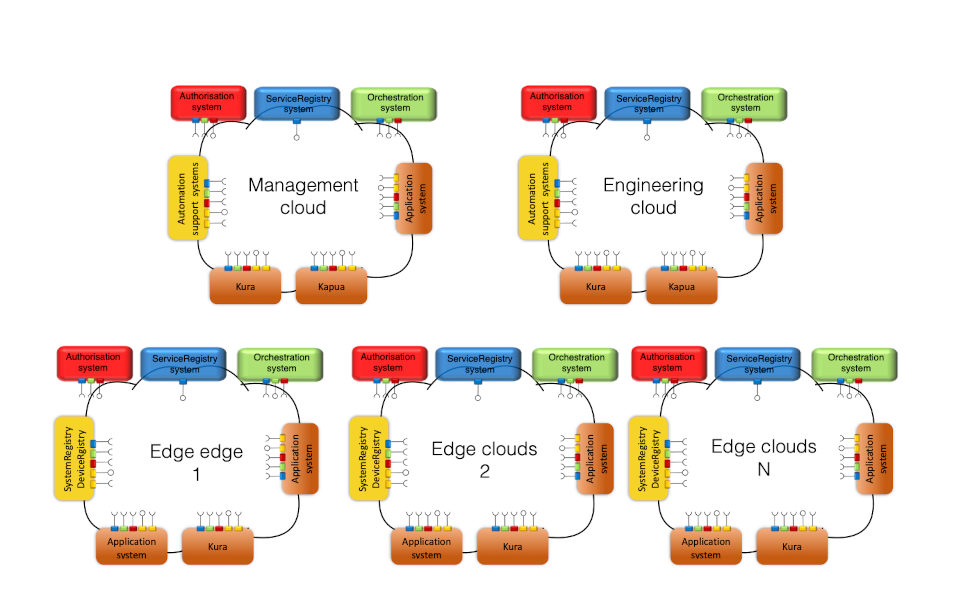 Authorisation
system
ServiceRegistry
system
Orchestration
system
Automation
support systems
Management
cloud
Application
system
Kura
Kapua
Authorisation
system
ServiceRegistry
system
Orchestration
system
Automation
support systems
Engineering
cloud
Application
system
Kura
Kapua
Authorisation
system
ServiceRegistry
system
Orchestration
system
SystemRegistry
DeviceRgistry
Edge edge
1
Application
system
Application
system
Kura
Authorisation
system
ServiceRegistry
system
Orchestration
system
SystemRegistry
DeviceRgistry
Edge clouds
2
Application
system
Application
system
Kura
Authorisation
system
ServiceRegistry
system
Orchestration
system
SystemRegistry
DeviceRgistry
Edge clouds
N
Application
system
Application
system
Kura